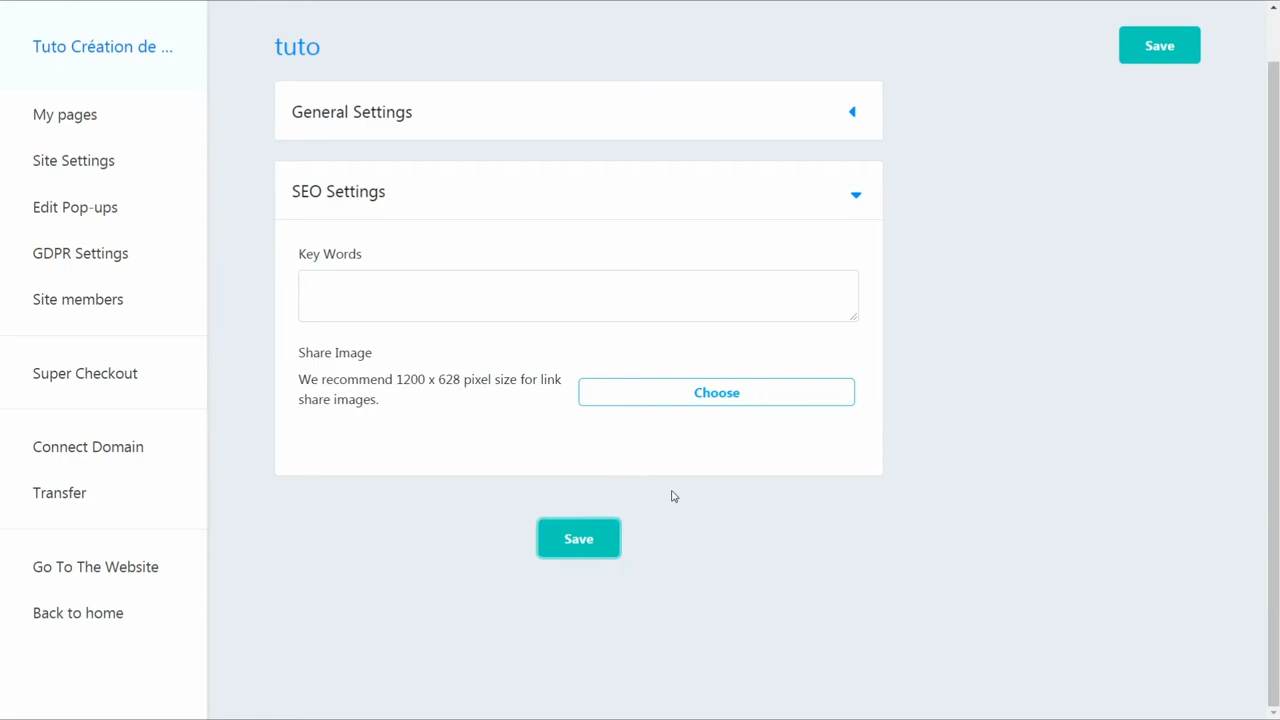 Tuto Création de ...
My pages
Site Settings
Edit Pop-ups
GDPR Settings
Site members
Super Checkout
Connect Domain
Transfer
Go To The Website
Back to home
tuto
Save
General Settings
SEO Settings
Key Words
Share Image
We recommend 1200 x 628 pixel size for link
share images.
Choose
Save